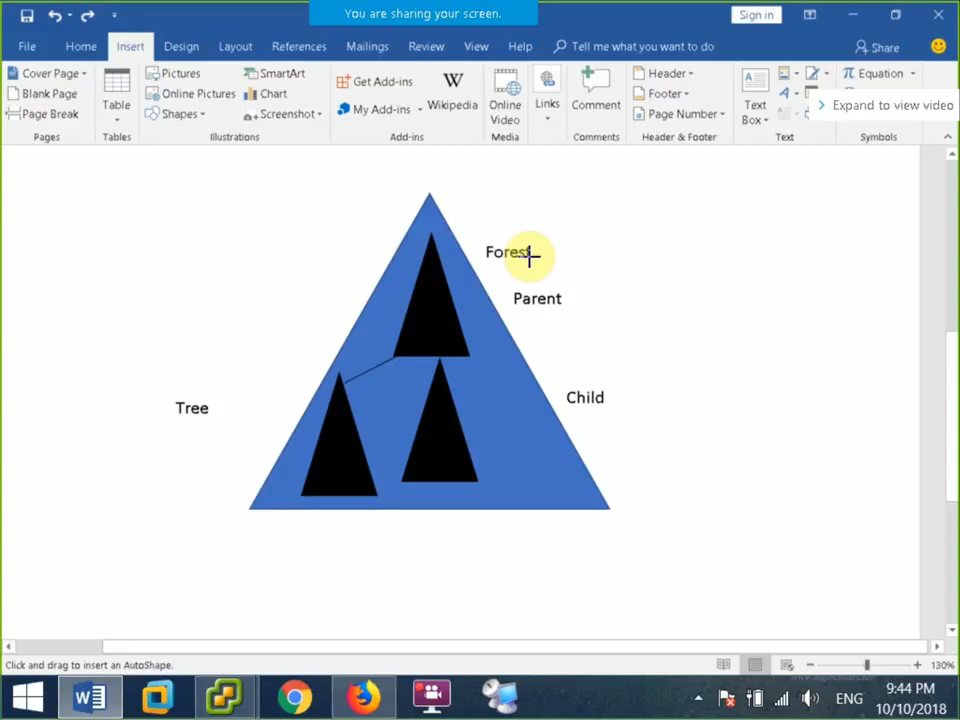 You are sharing your screen.
Sign in
File Home Insert Design Layout References Mailings Review View Help Tell me what you want to do Share
Cover Page
Blank Page
Page Break
Pages
Table
Tables
Pictures
Online Pictures
Shapes
SmartArt
Chart
Screenshot
Illustrations
Get Add-ins
My Add-ins
Wikipedia
Add-ins
Online
Video
Media
Links
Comment
Comments
Header
Footer
Page Number
Header & Footer
Text
Box
Text
Equation
Symbols
Expand to view video
Forest
Parent
Child
Tree
Click and drag to insert an AutoShape.
130%
ENG
9:44 PM
10/10/2018